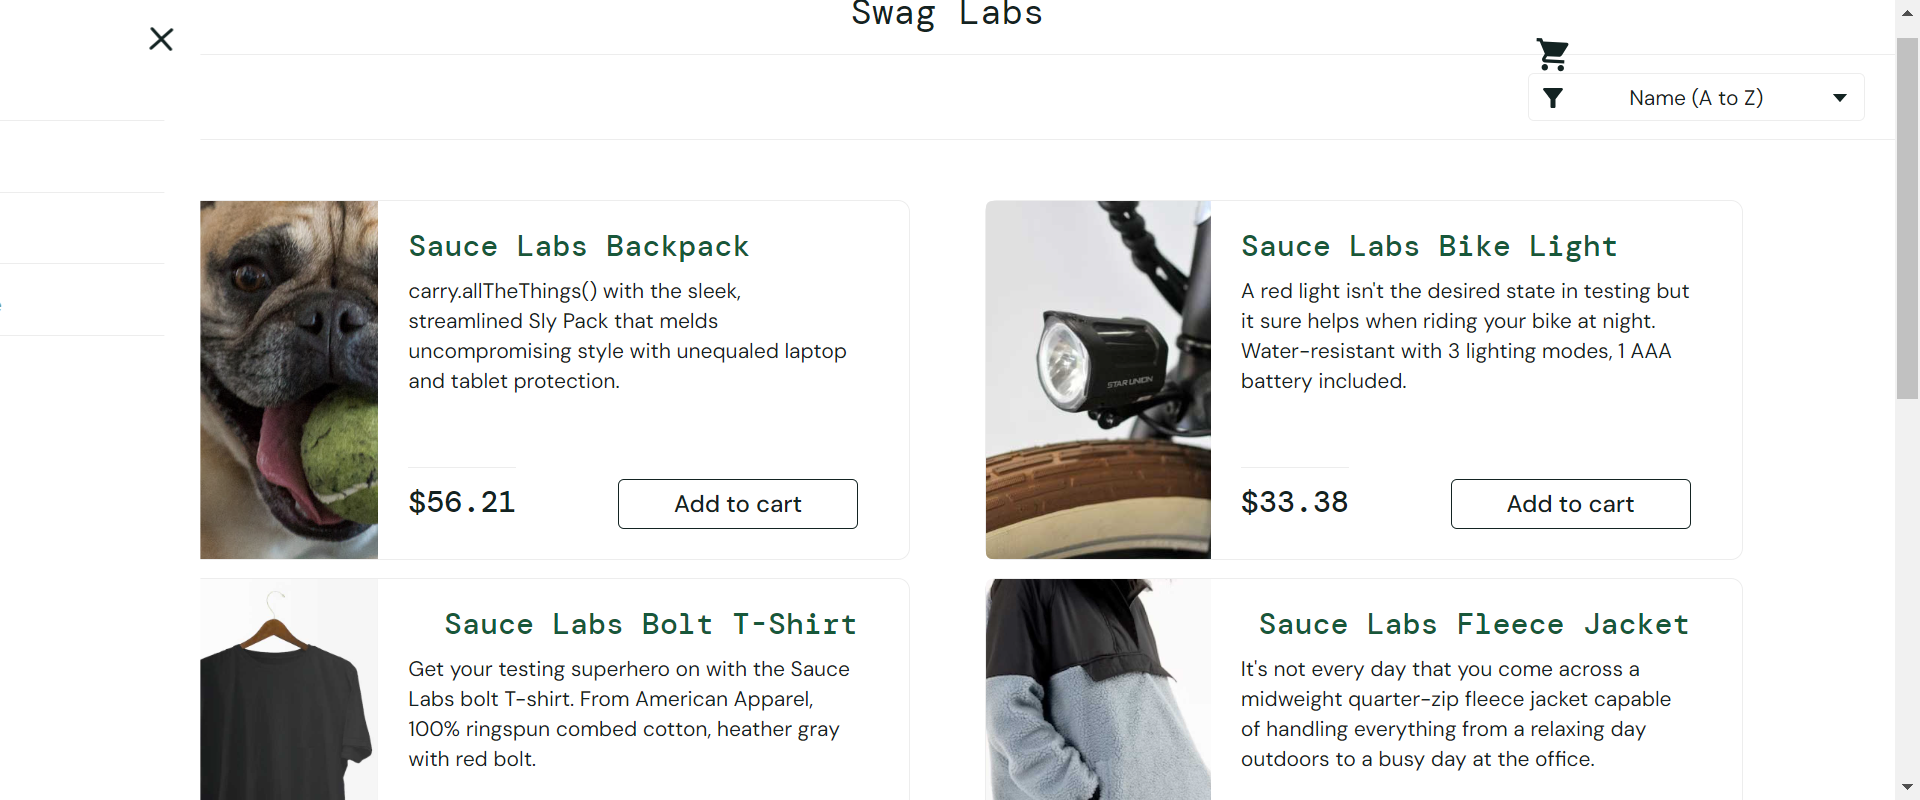 Swag Labs
Name (A to Z)
Sauce Labs Backpack
carry.allTheThings() with the sleek,
streamlined Sly Pack that melds
uncompromising style with unequaled laptop
and tablet protection.
$56.21
Add to cart
Sauce Labs Bike Light
A red light isn't the desired state in testing but
it sure helps when riding your bike at night.
Water-resistant with 3 lighting modes, 1 AAA
battery included.
STAR UNION
$33.38
Add to cart
Sauce Labs Bolt T-Shirt
Get your testing superhero on with the Sauce
Labs bolt T-shirt. From American Apparel,
100% ringspun combed cotton, heather gray
with red bolt.
Sauce Labs Fleece Jacket
It's not every day that you come across a
midweight quarter-zip fleece jacket capable
of handling everything from a relaxing day
outdoors to a busy day at the office.